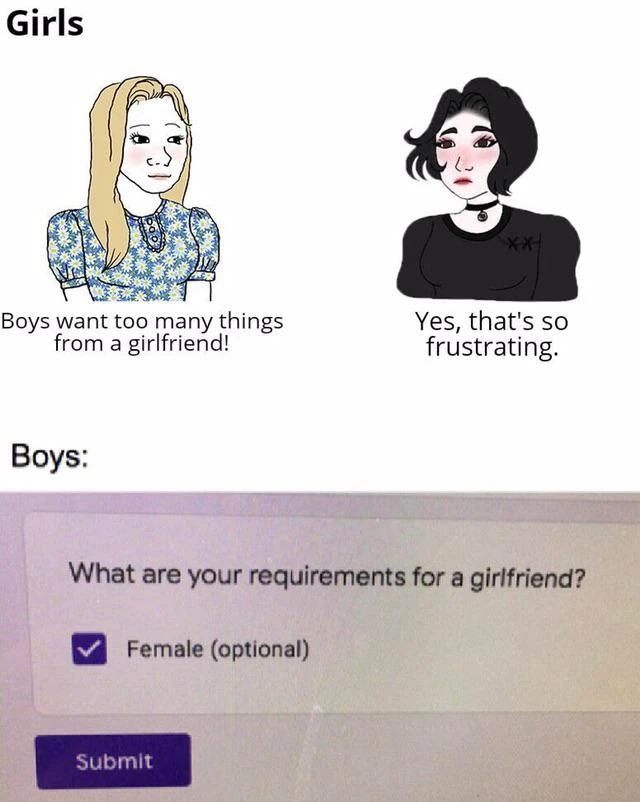 Girls
Boys want too many things
from a girlfriend!
Yes, that's so
frustrating.
Boys:
What are your requirements for a girlfriend?
Female (optional)
Submit